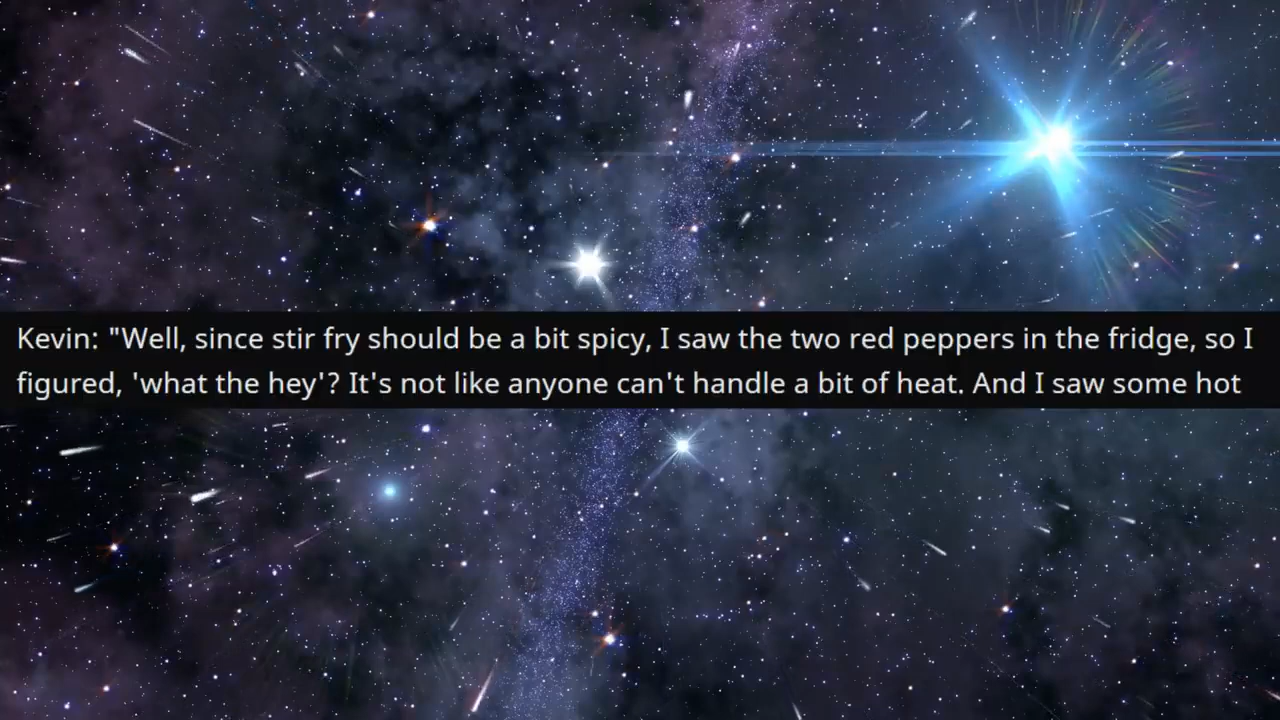 Kevin: "Well, since stir fry should be a bit spicy, I saw the two red peppers in the fridge, so I
figured, 'what the hey'? It's not like anyone can't handle a bit of heat. And I saw some hot